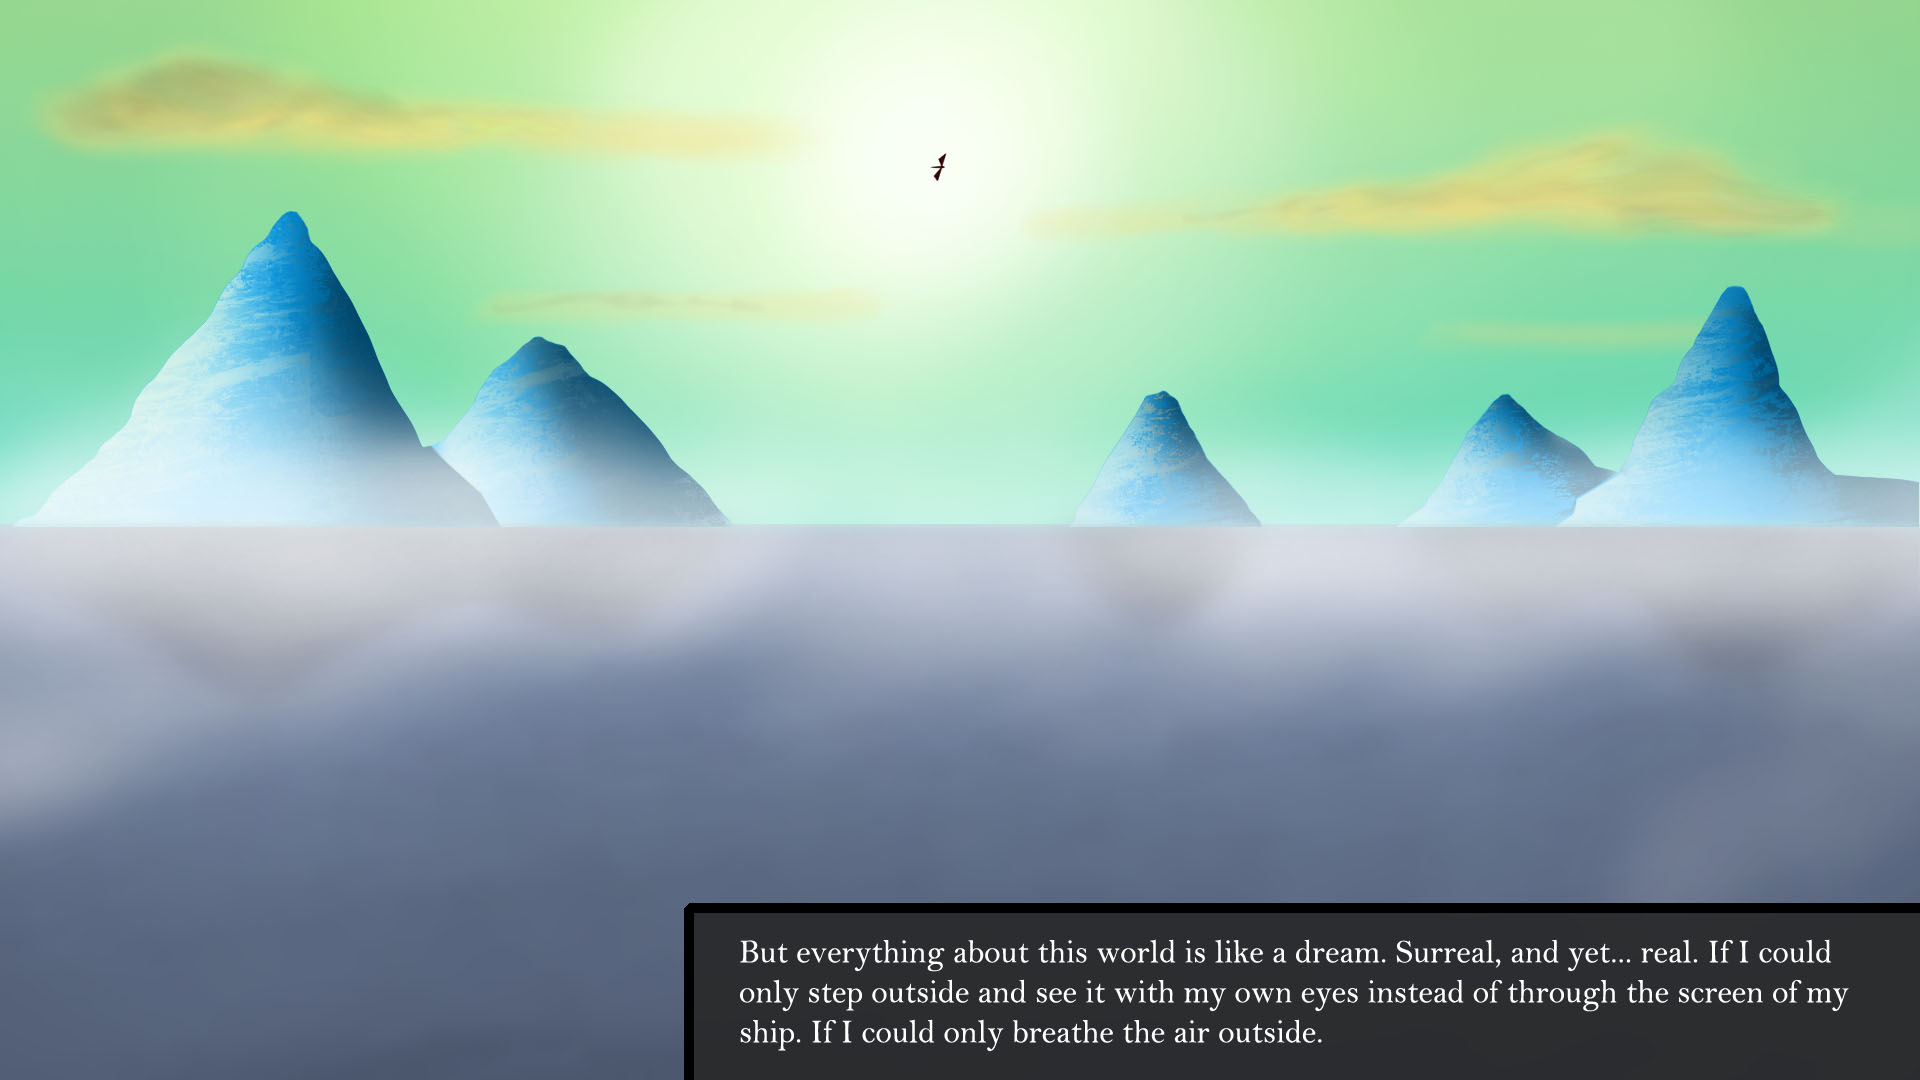 But everything about this world is like a dream. Surreal, and yet... real. If I could
only step outside and see it with my own eyes instead of through the screen of my
ship. If I could only breathe the air outside.